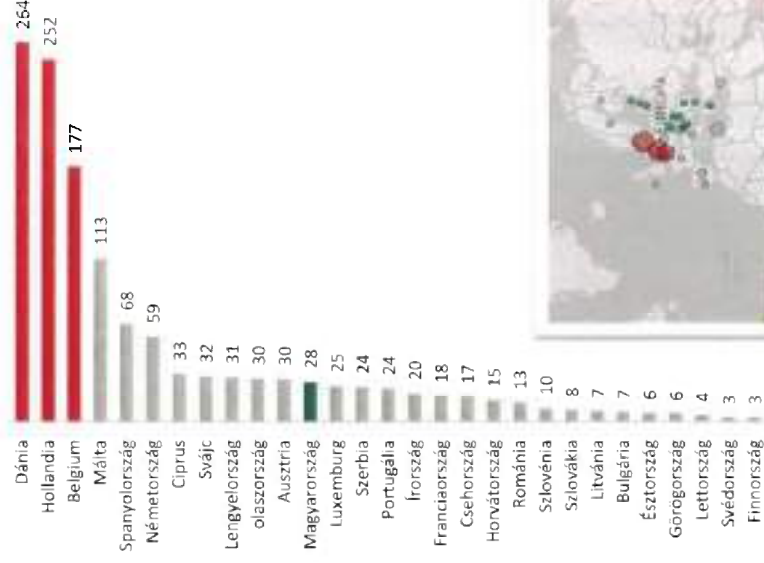 Dánia 264
Hollandia 252
Belgium 177
Málta 113
Spanyolország 68
Németország 59
Ciprus 33
Svájc 32
Lengyelország 31
olaszország 30
Ausztria 30
Magyarország 28
Luxemburg 25
Szerbia 24
Portugália 24
Írország 20
Franciaország 18
Csehország 17
Horvátország 15
Románia 13
Szlovénia 10
Szlovákia 8
Litvánia 7
Bulgária 7
Észtország 6
Görögország 6
Lettország 4
Svédország 3
Finnország 3